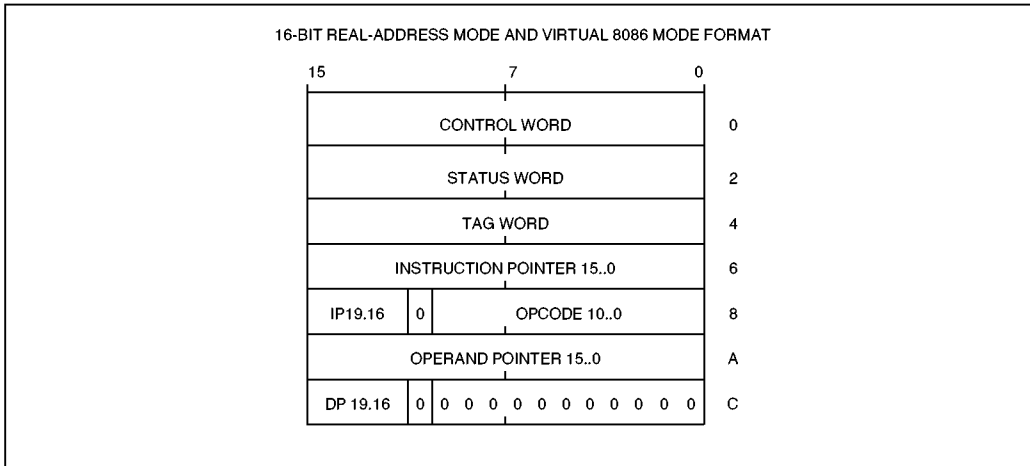 16-BIT REAL-ADDRESS MODE AND VIRTUAL 8086 MODE FORMAT
15 7 0
CONTROL WORD 0
STATUS WORD 2
TAG WORD 4
INSTRUCTION POINTER 15..0 6
IP19.16 0 OPCODE 10..0 8
OPERAND POINTER 15..0 A
DP 19.16 0 0 0 0 0 0 0 0 0 0 0 0 C